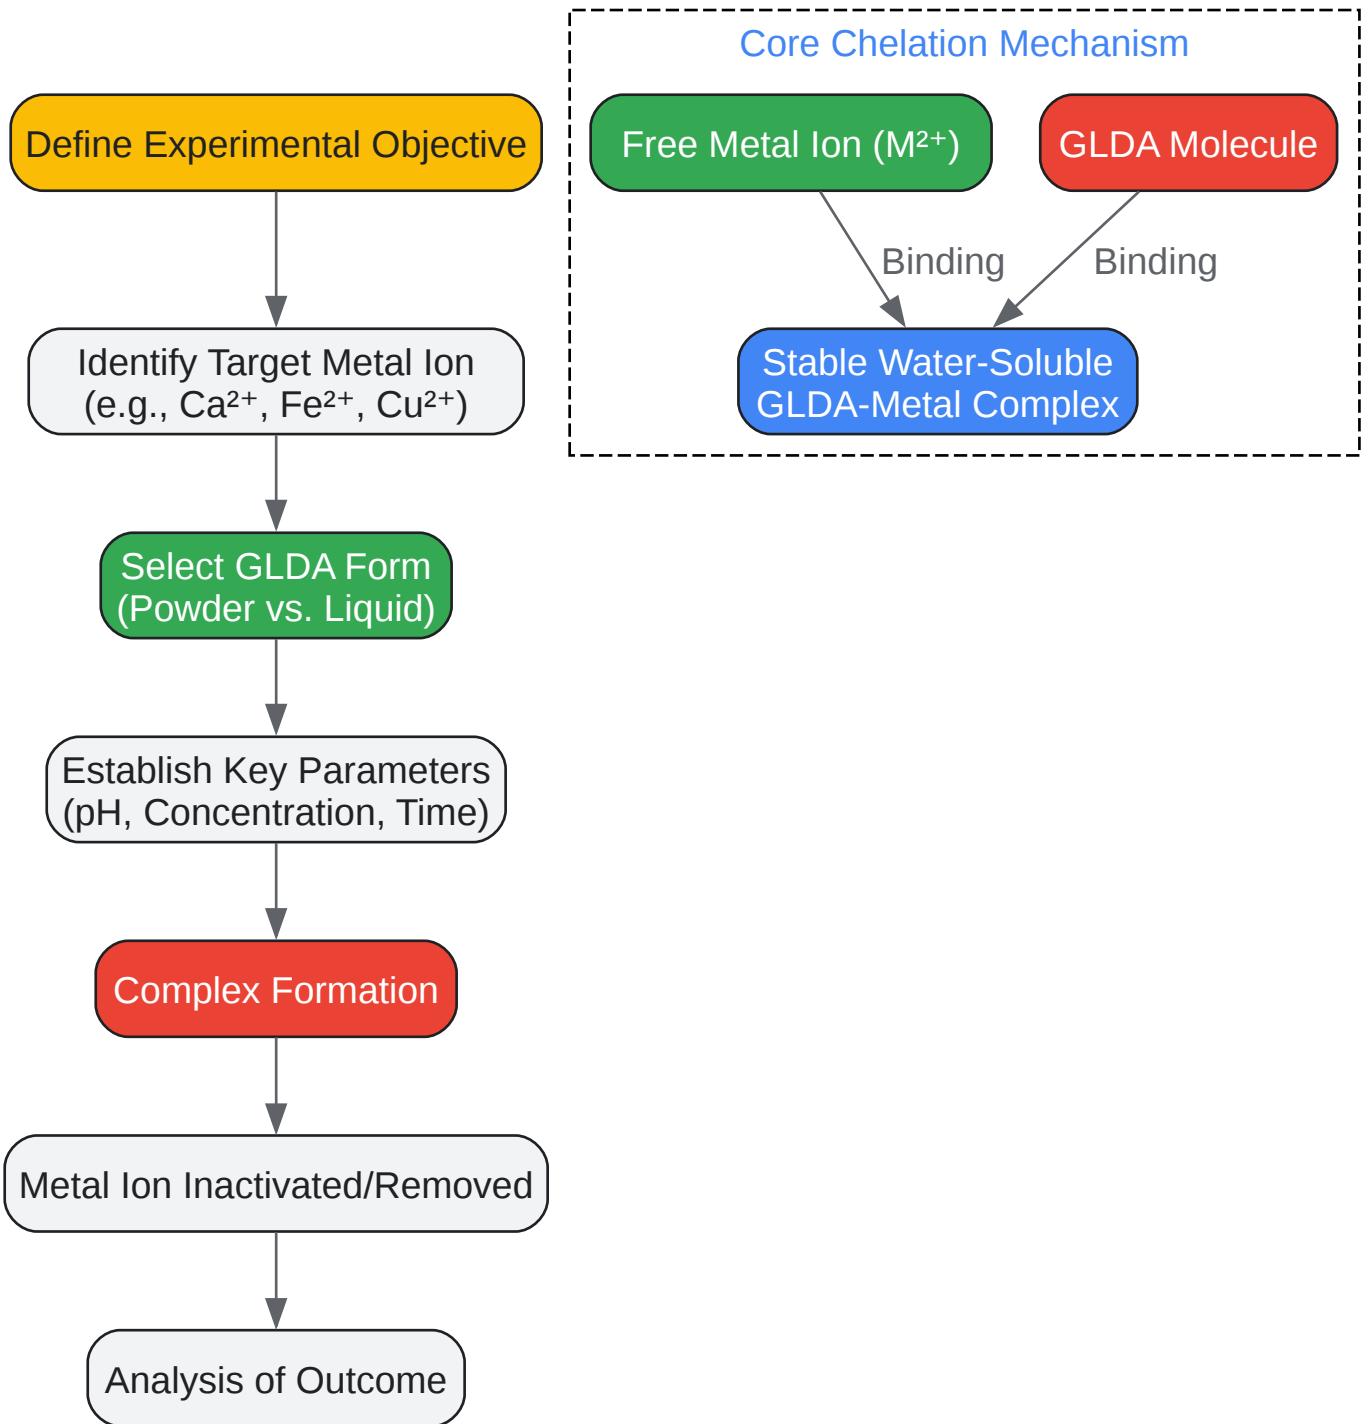 Core Chelation Mechanism
Define Experimental Objective
Free Metal Ion (M²⁺)
GLDA Molecule
Binding
Binding
Identify Target Metal Ion
(e.g., Ca²⁺, Fe²⁺, Cu²⁺)
Stable Water-Soluble
GLDA-Metal Complex
Select GLDA Form
(Powder vs. Liquid)
Establish Key Parameters
(pH, Concentration, Time)
Complex Formation
Metal Ion Inactivated/Removed
Analysis of Outcome